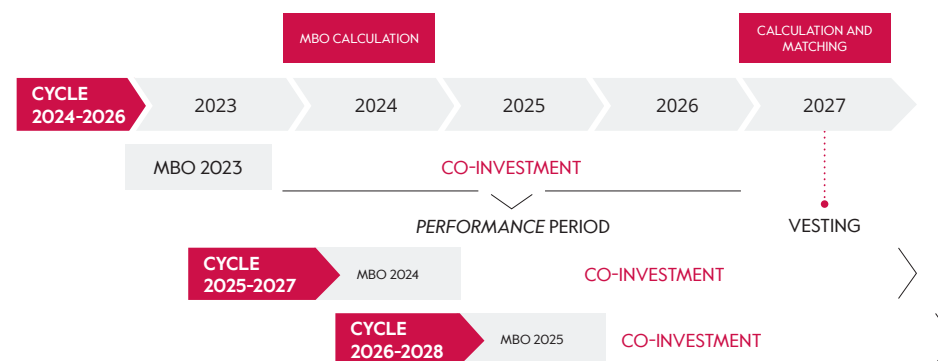 MBO CALCULATION
CALCULATION AND
MATCHING
CYCLE
2024-2026
2023
2024
2025
2026
2027
MBO 2023
CO-INVESTMENT
PERFORMANCE PERIOD
VESTING
CYCLE
2025-2027
MBO 2024
CO-INVESTMENT
CYCLE
2026-2028
MBO 2025
CO-INVESTMENT